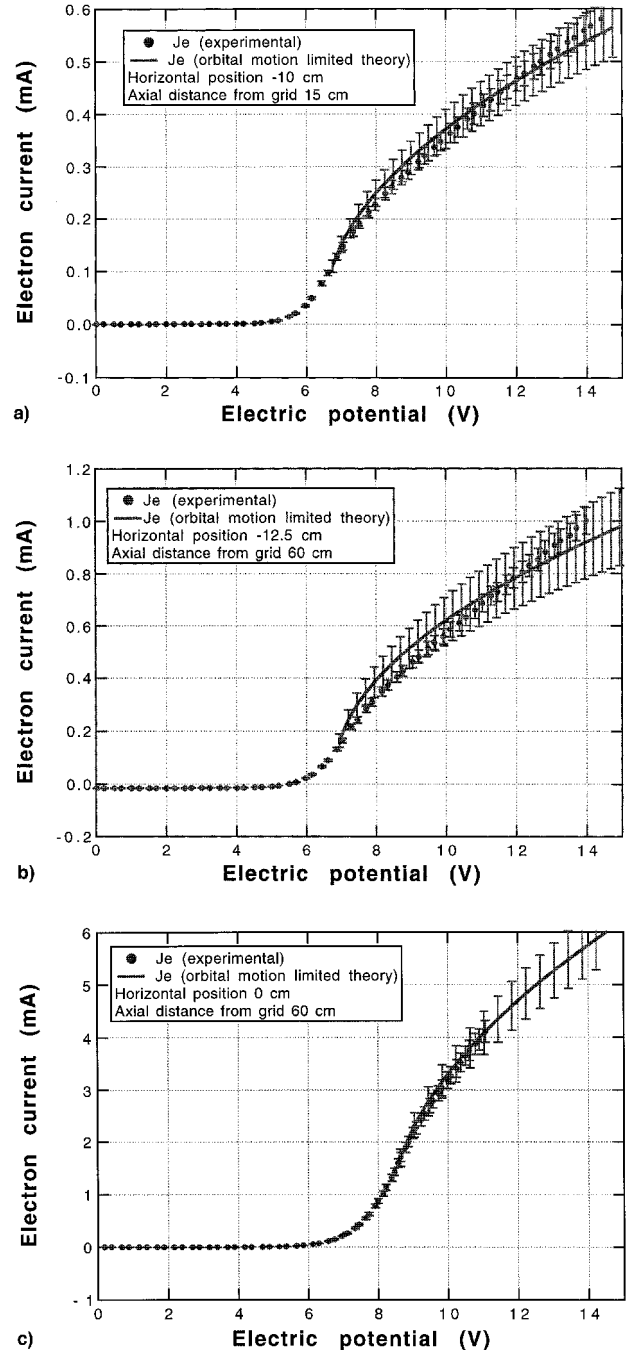 0.6
0.5
0.4
0.3
0.2
0.1
0.0
-0.1
Electron current (mA)
Je (experimental)
Je (orbital motion limited theory)
Horizontal position -10 cm
Axial distance from grid 15 cm
0 2 4 6 8 10 12 14
a)
Electric potential (V)
1.2
1.0
0.8
0.6
0.4
0.2
0.0
-0.2
Electron current (mA)
Je (experimental)
Je (orbital motion limited theory)
Horizontal position -12.5 cm
Axial distance from grid 60 cm
0 2 4 6 8 10 12 14
b)
Electric potential (V)
6
5
4
3
2
1
0
- 1
Electron current (mA)
Je (experimental)
Je (orbital motion limited theory)
Horizontal position 0 cm
Axial distance from grid 60 cm
0 2 4 6 8 10 12 14
c)
Electric potential (V)